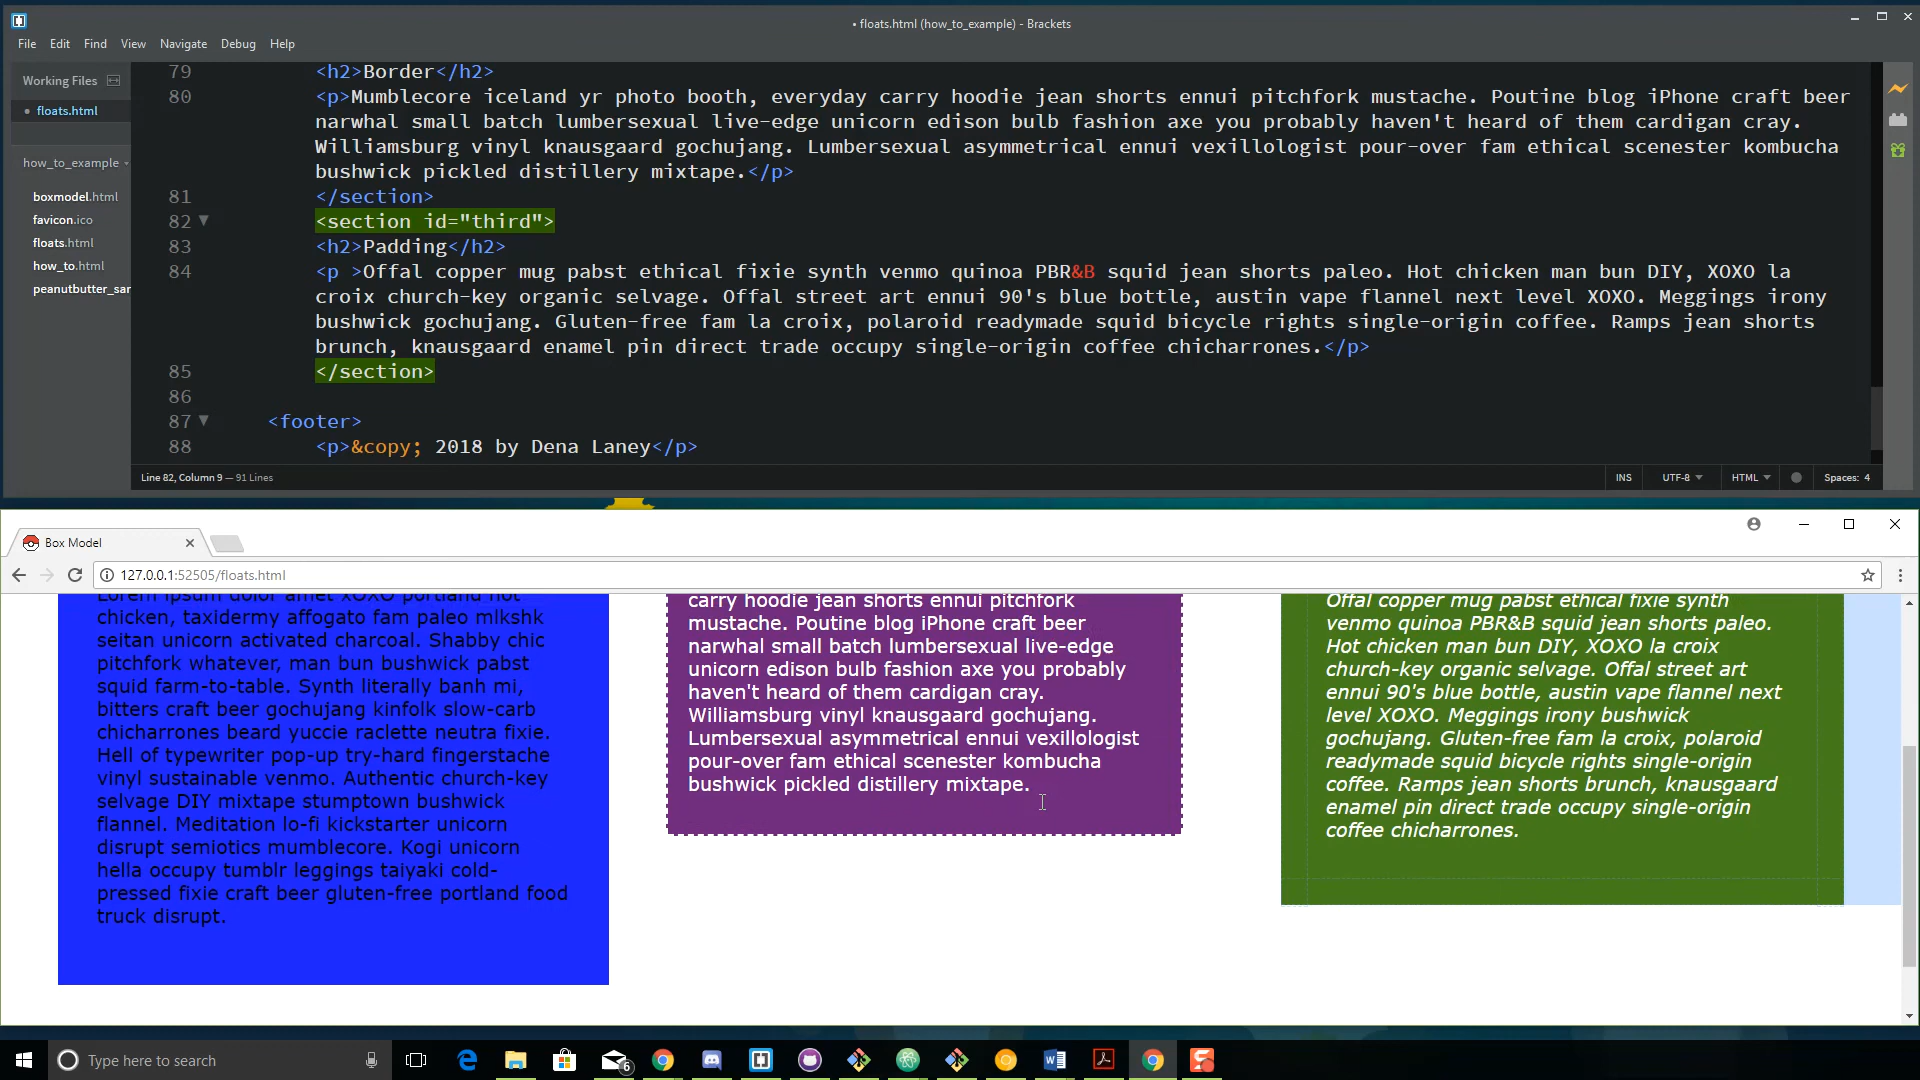 • floats.html (how_to_example) - Brackets
File Edit Find View Navigate Debug Help
Working Files
• floats.html
how_to_example
boxmodel.html
favicon.ico
floats.html
how_to.html
peanutbutter_sar
79 <h2>Border</h2>
80 <p>Mumblecore iceland yr photo booth, everyday carry hoodie jean shorts ennui pitchfork mustache. Poutine blog iPhone craft beer
narwhal small batch lumbersexual live-edge unicorn edison bulb fashion axe you probably haven't heard of them cardigan cray.
Williamsburg vinyl knausgaard gochujang. Lumbersexual asymmetrical ennui vexillologist pour-over fam ethical scenester kombucha
bushwick pickled distillery mixtape.</p>
81 </section>
82 <section id="third">
83 <h2>Padding</h2>
84 <p >Offal copper mug pabst ethical fixie synth venmo quinoa PBR&B squid jean shorts paleo. Hot chicken man bun DIY, XOXO la
croix church-key organic selvage. Offal street art ennui 90's blue bottle, austin vape flannel next level XOXO. Meggings irony
bushwick gochujang. Gluten-free fam la croix, polaroid readymade squid bicycle rights single-origin coffee. Ramps jean shorts
brunch, knausgaard enamel pin direct trade occupy single-origin coffee chicharrones.</p>
85 </section>
86
87 <footer>
88 <p>&copy; 2018 by Dena Laney</p>
Line 82, Column 9 — 91 Lines
INS UTF-8 HTML Spaces: 4
Box Model
127.0.0.1:52505/floats.html
Lorem ipsum dolor amet XOXO portland hot
chicken, taxidermy affogato fam paleo mlkshk
seitan unicorn activated charcoal. Shabby chic
pitchfork whatever, man bun bushwick pabst
squid farm-to-table. Synth literally banh mi,
bitters craft beer gochujang kinfolk slow-carb
chicharrones beard yuccie raclette neutra fixie.
Hell of typewriter pop-up try-hard fingerstache
vinyl sustainable venmo. Authentic church-key
selvage DIY mixtape stumptown bushwick
flannel. Meditation lo-fi kickstarter unicorn
disrupt semiotics mumblecore. Kogi unicorn
hella occupy tumblr leggings taiyaki cold-
pressed fixie craft beer gluten-free portland food
truck disrupt.
carry hoodie jean shorts ennui pitchfork
mustache. Poutine blog iPhone craft beer
narwhal small batch lumbersexual live-edge
unicorn edison bulb fashion axe you probably
haven't heard of them cardigan cray.
Williamsburg vinyl knausgaard gochujang.
Lumbersexual asymmetrical ennui vexillologist
pour-over fam ethical scenester kombucha
bushwick pickled distillery mixtape.
Offal copper mug pabst ethical fixie synth
venmo quinoa PBR&B squid jean shorts paleo.
Hot chicken man bun DIY, XOXO la croix
church-key organic selvage. Offal street art
ennui 90's blue bottle, austin vape flannel next
level XOXO. Meggings irony bushwick
gochujang. Gluten-free fam la croix, polaroid
readymade squid bicycle rights single-origin
coffee. Ramps jean shorts brunch, knausgaard
enamel pin direct trade occupy single-origin
coffee chicharrones.
Type here to search
6